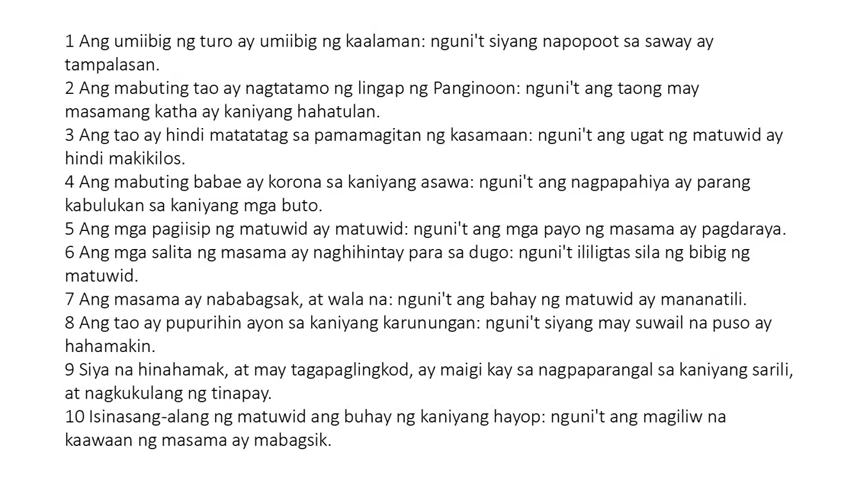 1 Ang umiibig ng turo ay umiibig ng kaalaman: nguni't siyang napopoot sa saway ay
tampalasan.
2 Ang mabuting tao ay nagtatamo ng lingap ng Panginoon: nguni't ang taong may
masamang katha ay kaniyang hahatulan.
3 Ang tao ay hindi matatatag sa pamamagitan ng kasamaan: nguni't ang ugat ng matuwid ay
hindi makikilos.
4 Ang mabuting babae ay korona sa kaniyang asawa: nguni't ang nagpapahiya ay parang
kabulukan sa kaniyang mga buto.
5 Ang mga pagiisip ng matuwid ay matuwid: nguni't ang mga payo ng masama ay pagdaraya.
6 Ang mga salita ng masama ay naghihintay para sa dugo: nguni't ililigtas sila ng bibig ng
matuwid.
7 Ang masama ay nababagsak, at wala na: nguni't ang bahay ng matuwid ay mananatili.
8 Ang tao ay pupurihin ayon sa kaniyang karunungan: nguni't siyang may suwail na puso ay
hahamakin.
9 Siya na hinahamak, at may tagapaglingkod, ay maigi kay sa nagpaparangal sa kaniyang sarili,
at nagkukulang ng tinapay.
10 Isinasang-alang ng matuwid ang buhay ng kaniyang hayop: nguni't ang magiliw na
kaawaan ng masama ay mabagsik.